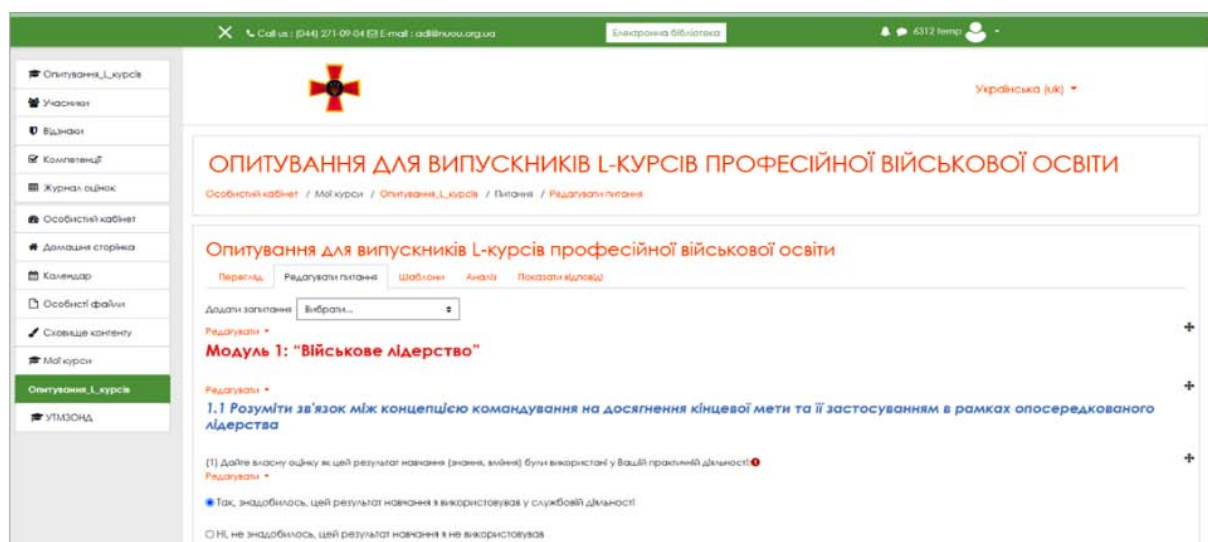 Call us : (044) 271-09-04 E-mail : adl@nuou.org.ua
Електронна бібліотека
6312 temp
Опитування_L_курсів
Учасники
Відзнаки
Компетенції
Журнал оцінок
Особистий кабінет
Домашня сторінка
Календар
Особисті файли
Сховище контенту
Мої курси
Опитування_L_курсів
УТМЗОНД
Українська (uk)
ОПИТУВАННЯ ДЛЯ ВИПУСКНИКІВ L-КУРСІВ ПРОФЕСІЙНОЇ ВІЙСЬКОВОЇ ОСВІТИ
Особистий кабінет / Мої курси / Опитування_L_курсів / Питання / Редагувати питання
Опитування для випускників L-курсів професійної військової освіти
Перегляд Редагувати питання Шаблони Аналіз Показати відповіді
Додати запитання Вибрати...
Редагувати
Модуль 1: “Військове лідерство”
Редагувати
1.1 Розуміти зв'язок між концепцією командування на досягнення кінцевої мети та її застосуванням в рамках опосередкованого
лідерства
(1) Дайте власну оцінку як цей результат навчання (знання, вміння) були використані у Вашій практичній діяльності
Редагувати
Так, знадобилось, цей результат навчання я використовував у службовій діяльності
Ні, не знадобилось, цей результат навчання я не використовував